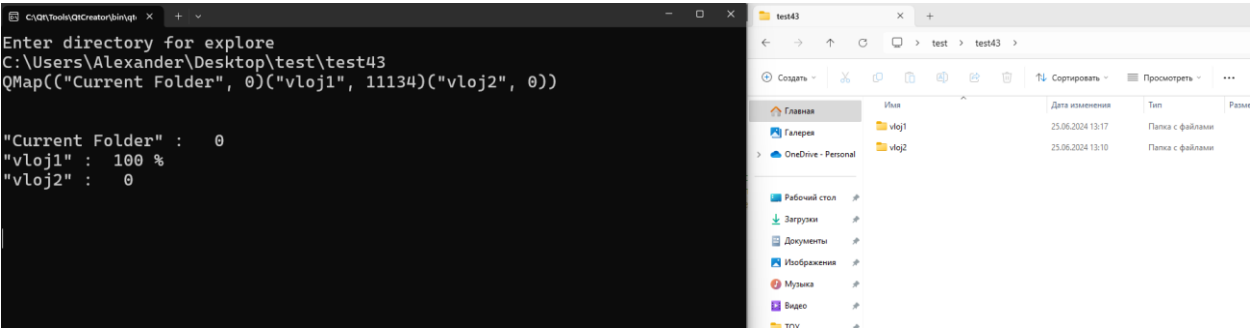 C:\Qt\Tools\QtCreator\bin\qt
Enter directory for explore
C:\Users\Alexander\Desktop\test\test43
QMap(("Current Folder", 0)("vloj1", 11134)("vloj2", 0))
"Current Folder" :   0
"vloj1" :  100 %
"vloj2" :   0
test43
test > test43 >
Создать
Сортировать
Просмотреть
Главная
Галерея
OneDrive - Personal
Рабочий стол
Загрузки
Документы
Изображения
Музыка
Видео
Имя Дата изменения Тип Разме
vloj1 25.06.2024 13:17 Папка с файлами
vloj2 25.06.2024 13:10 Папка с файлами